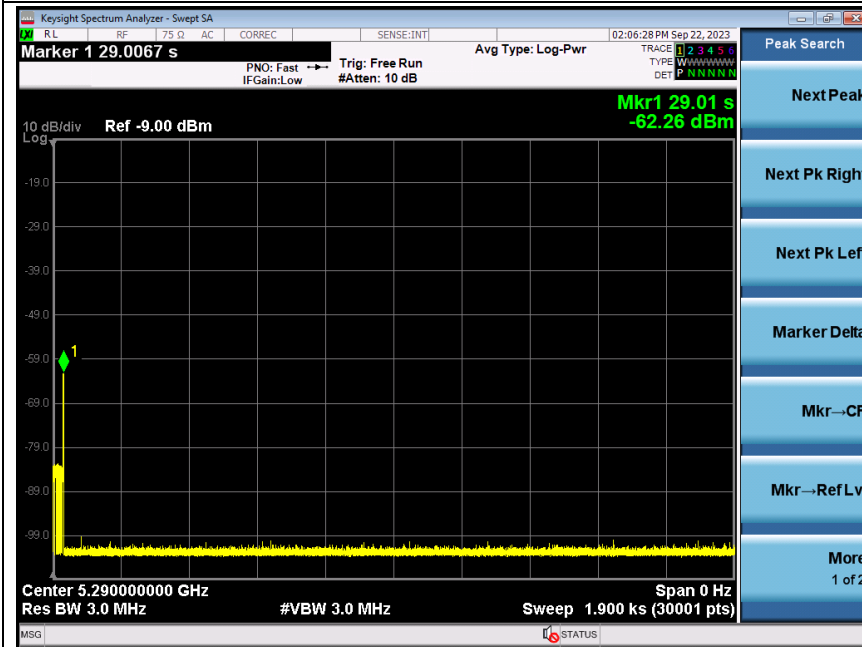 Keysight Spectrum Analyzer - Swept SA
RL RF 75 Ω AC CORREC SENSE:INT 02:06:28 PM Sep 22, 2023
Marker 1 29.0067 s
PNO: Fast
IFGain:Low
Trig: Free Run
#Atten: 10 dB
Avg Type: Log-Pwr
TRACE 1 2 3 4 5 6
TYPE W
DET P N N N N N
Mkr1 29.01 s
-62.26 dBm
10 dB/div Ref -9.00 dBm
Log
-19.0
-29.0
-39.0
-49.0
-59.0
-69.0
-79.0
-89.0
-99.0
1
Center 5.290000000 GHz Span 0 Hz
Res BW 3.0 MHz #VBW 3.0 MHz Sweep 1.900 ks (30001 pts)
MSG STATUS
Peak Search
Next Peak
Next Pk Righ
Next Pk Lef
Marker Delta
Mkr→CF
Mkr→Ref Lv
More
1 of 2